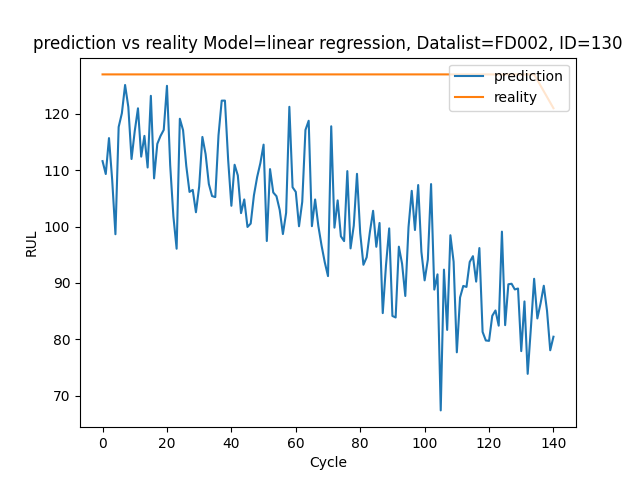 prediction vs reality Model=linear regression, Datalist=FD002, ID=130
prediction
reality
120
110
100
90
80
70
RUL
0 20 40 60 80 100 120 140
Cycle